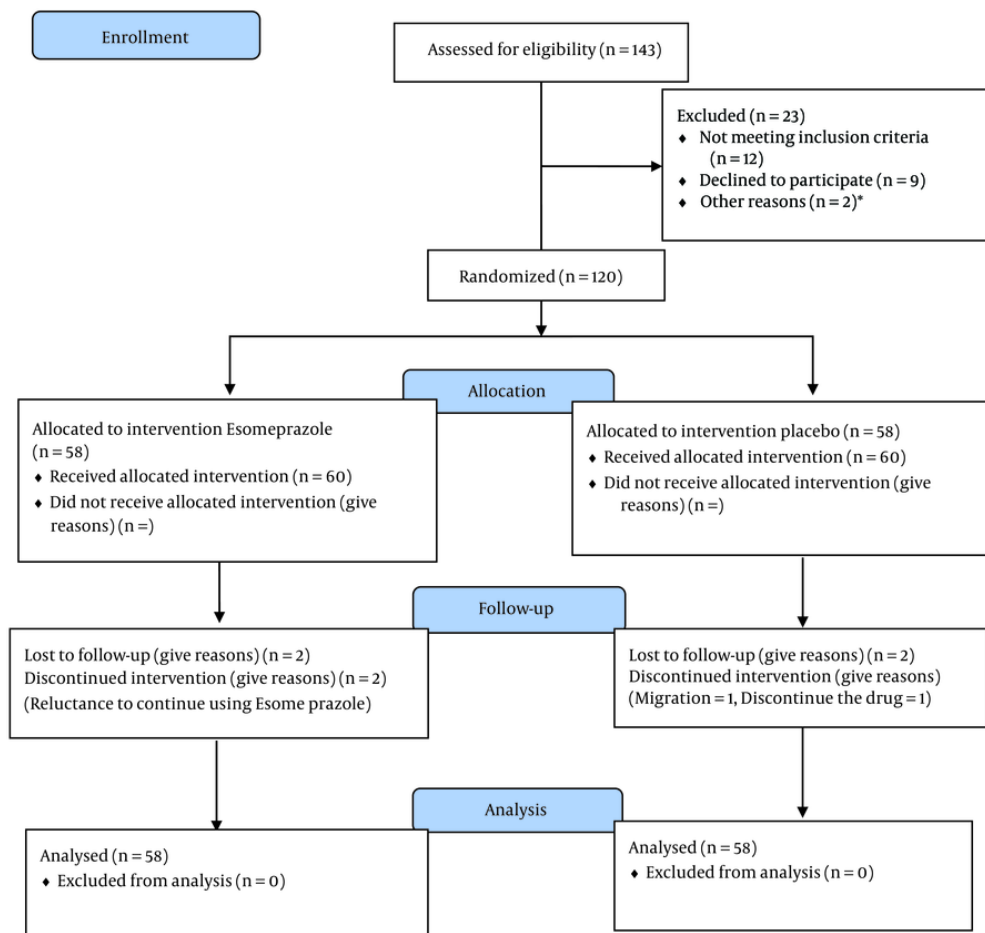 Enrollment
Assessed for eligibility (n = 143)
Excluded (n = 23)
♦ Not meeting inclusion criteria
(n = 12)
♦ Declined to participate (n = 9)
♦ Other reasons (n = 2)*
Randomized (n = 120)
Allocation
Allocated to intervention Esomeprazole
(n = 58)
♦ Received allocated intervention (n = 60)
♦ Did not receive allocated intervention (give
reasons) (n =)
Allocated to intervention placebo (n = 58)
♦ Received allocated intervention (n = 60)
♦ Did not receive allocated intervention (give
reasons) (n =)
Follow-up
Lost to follow-up (give reasons) (n = 2)
Discontinued intervention (give reasons) (n = 2)
(Reluctance to continue using Esome prazole)
Lost to follow-up (give reasons) (n = 2)
Discontinued intervention (give reasons)
(Migration = 1, Discontinue the drug = 1)
Analysis
Analysed (n = 58)
♦ Excluded from analysis (n = 0)
Analysed (n = 58)
♦ Excluded from analysis (n = 0)